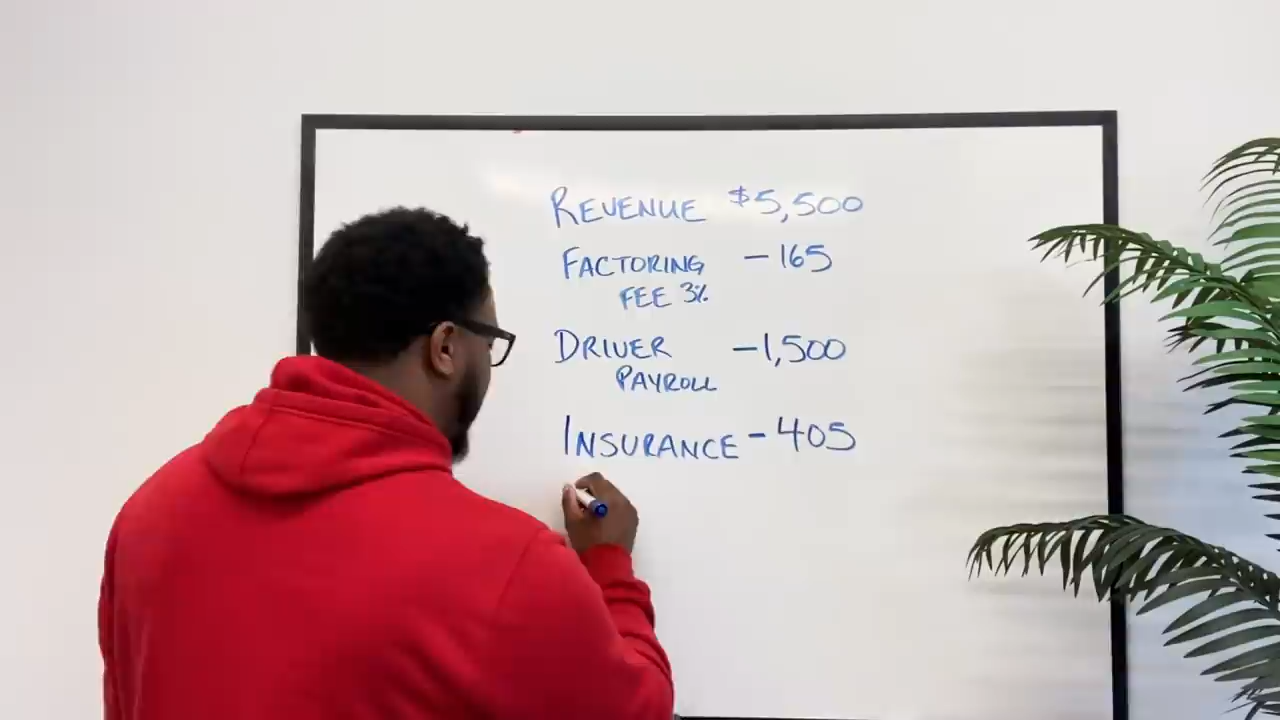 REVENUE $5,500
FACTORING -165
FEE 3%
DRIVER -1,500
PAYROLL
INSURANCE -405